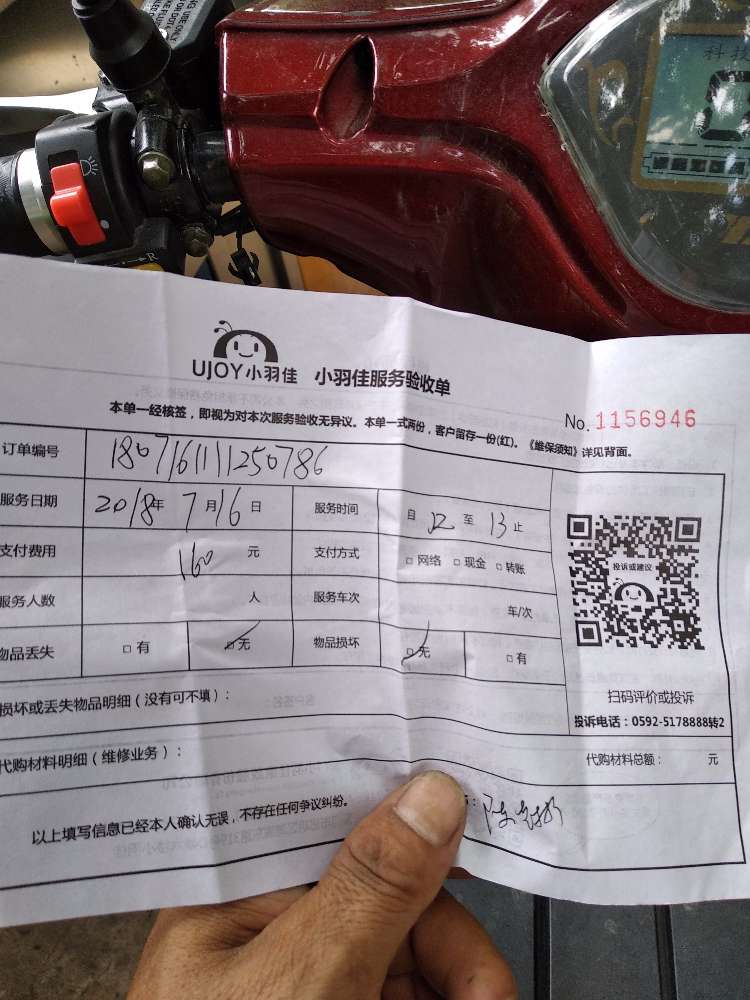 科技
UJOY小羽佳 小羽佳服务验收单
本单一经核签，即视为对本次服务验收无异议。本单一式两份，客户留存一份(红)。《维保须知》详见背面。
No. 1156946
订单编号 1807161111250786
服务日期 2018年 7月16日 服务时间 自 12 至 13 止
支付费用 160 元 支付方式 □网络 □现金 □转账
服务人数 人 服务车次 车/次
物品丢失 □有 □无 物品损坏 □无 □有
投诉或建议
扫码评价或投诉
投诉电话：0592-5178888转2
损坏或丢失物品明细（没有可不填）：
代购材料明细（维修业务）： 代购材料总额： 元
以上填写信息已经本人确认无误，不存在任何争议纠纷。